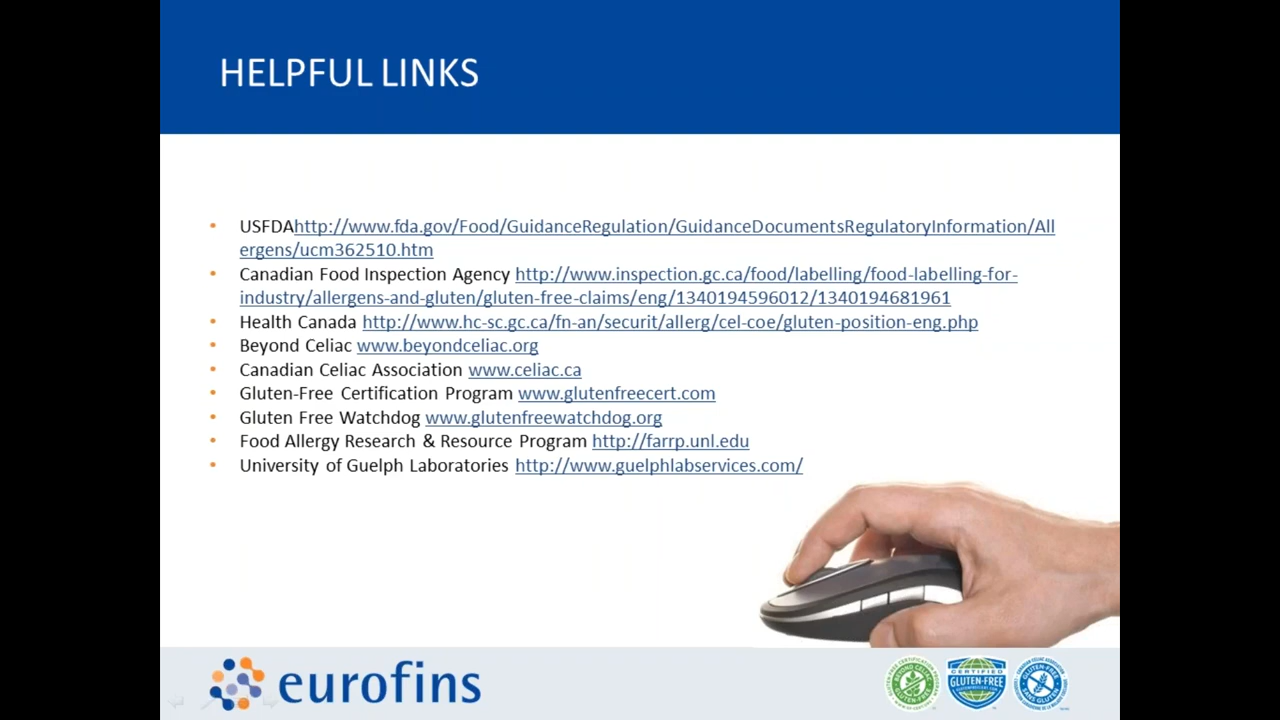 HELPFUL LINKS
• USFDAhttp://www.fda.gov/Food/GuidanceRegulation/GuidanceDocumentsRegulatoryInformation/All
ergens/ucm362510.htm
• Canadian Food Inspection Agency http://www.inspection.gc.ca/food/labelling/food-labelling-for-
industry/allergens-and-gluten/gluten-free-claims/eng/1340194596012/1340194681961
• Health Canada http://www.hc-sc.gc.ca/fn-an/securit/allerg/cel-coe/gluten-position-eng.php
• Beyond Celiac www.beyondceliac.org
• Canadian Celiac Association www.celiac.ca
• Gluten-Free Certification Program www.glutenfreecert.com
• Gluten Free Watchdog www.glutenfreewatchdog.org
• Food Allergy Research & Resource Program http://farrp.unl.edu
• University of Guelph Laboratories http://www.guelphlabservices.com/
eurofins
CERTIFIED
GLUTEN-FREE